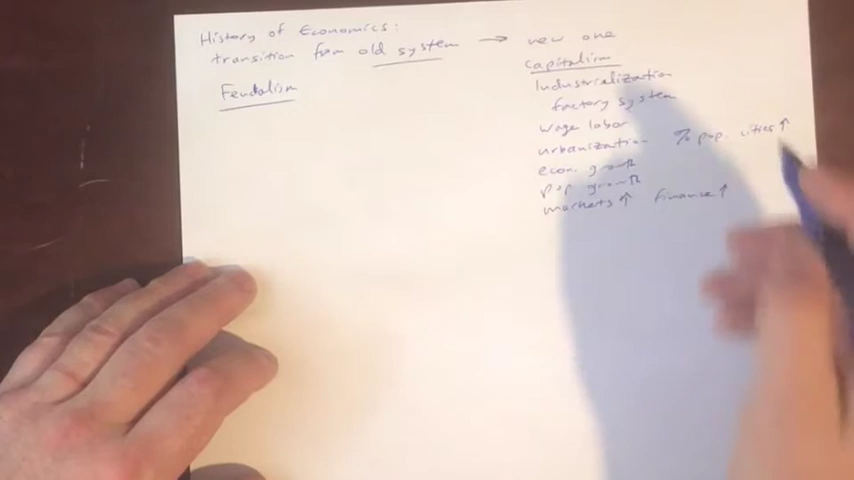 History of Economics:
transition from old system → new one
Feudalism
Capitalism
Industrialization
factory system
wage labor
urbanization % pop. cities ↑
econ. growth
pop growth
markets ↑ finance ↑